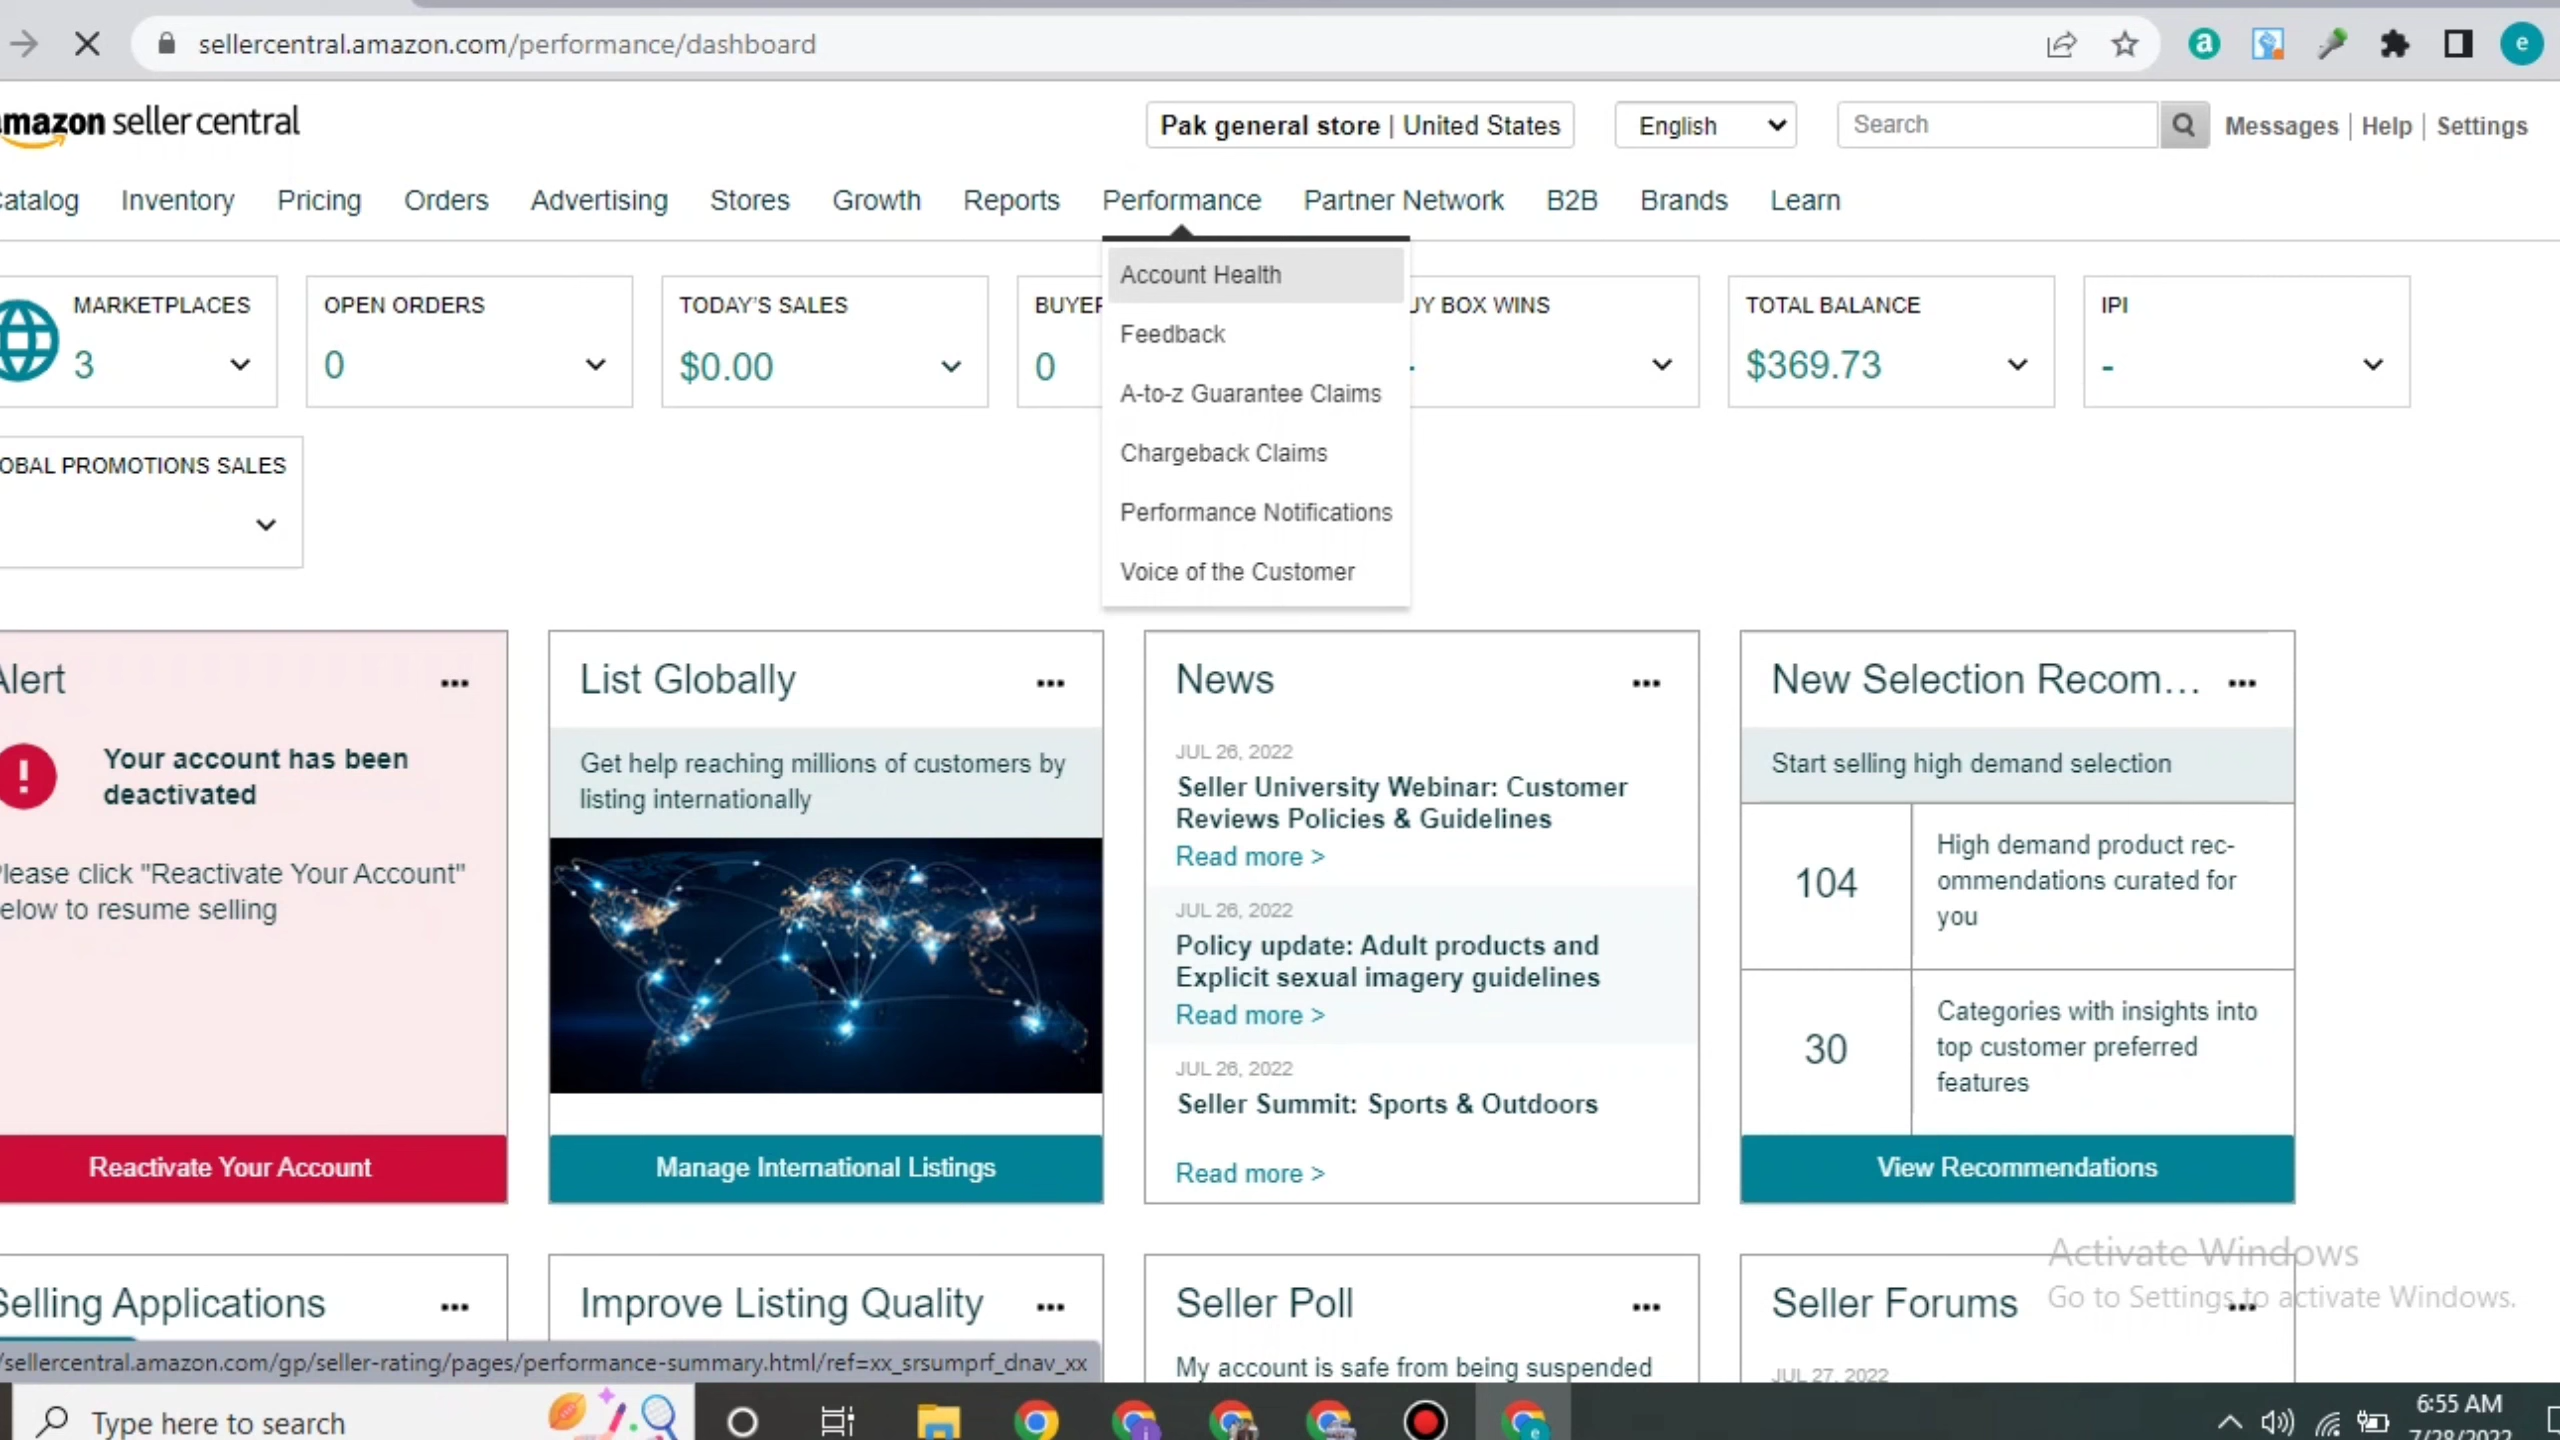 sellercentral.amazon.com/performance/dashboard
a
e
amazon seller central
Pak general store | United States
English
Search
Messages | Help | Settings
Catalog Inventory Pricing Orders Advertising Stores Growth Reports Performance Partner Network B2B Brands Learn
Account Health
Feedback
A-to-z Guarantee Claims
Chargeback Claims
Performance Notifications
Voice of the Customer
MARKETPLACES
3
OPEN ORDERS
0
TODAY'S SALES
$0.00
BUYER
0
UY BOX WINS
-
TOTAL BALANCE
$369.73
IPI
-
OBAL PROMOTIONS SALES
Alert
Your account has been
deactivated
Please click "Reactivate Your Account"
elow to resume selling
Reactivate Your Account
List Globally
Get help reaching millions of customers by
listing internationally
Manage International Listings
News
JUL 26, 2022
Seller University Webinar: Customer
Reviews Policies & Guidelines
Read more >
JUL 26, 2022
Policy update: Adult products and
Explicit sexual imagery guidelines
Read more >
JUL 26, 2022
Seller Summit: Sports & Outdoors
Read more >
New Selection Recom...
Start selling high demand selection
104
High demand product rec-
ommendations curated for
you
30
Categories with insights into
top customer preferred
features
View Recommendations
Selling Applications
Improve Listing Quality
Seller Poll
My account is safe from being suspended
Seller Forums
JUL 27, 2022
Activate Windows
Go to Settings to activate Windows.
/sellercentral.amazon.com/gp/seller-rating/pages/performance-summary.html/ref=xx_srsumprf_dnav_xx
Type here to search
6:55 AM
7/28/2022